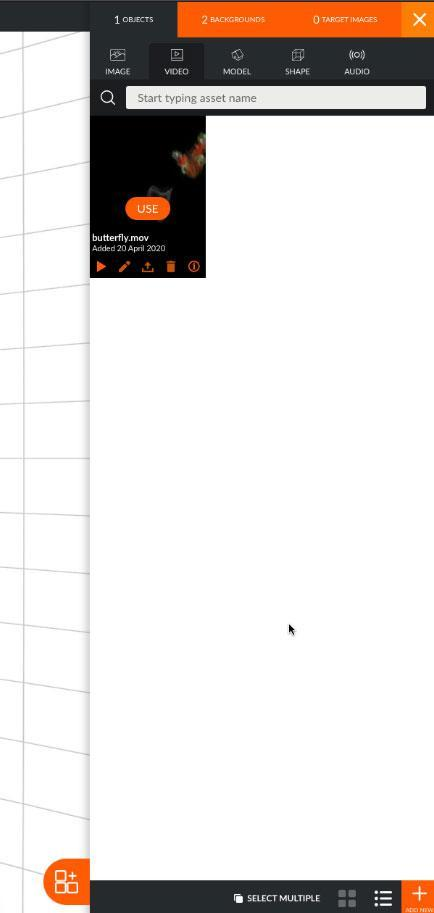 1 OBJECTS 2 BACKGROUNDS 0 TARGET IMAGES
IMAGE VIDEO MODEL SHAPE AUDIO
Start typing asset name
USE
butterfly.mov
Added 20 April 2020
SELECT MULTIPLE
ADD NEW